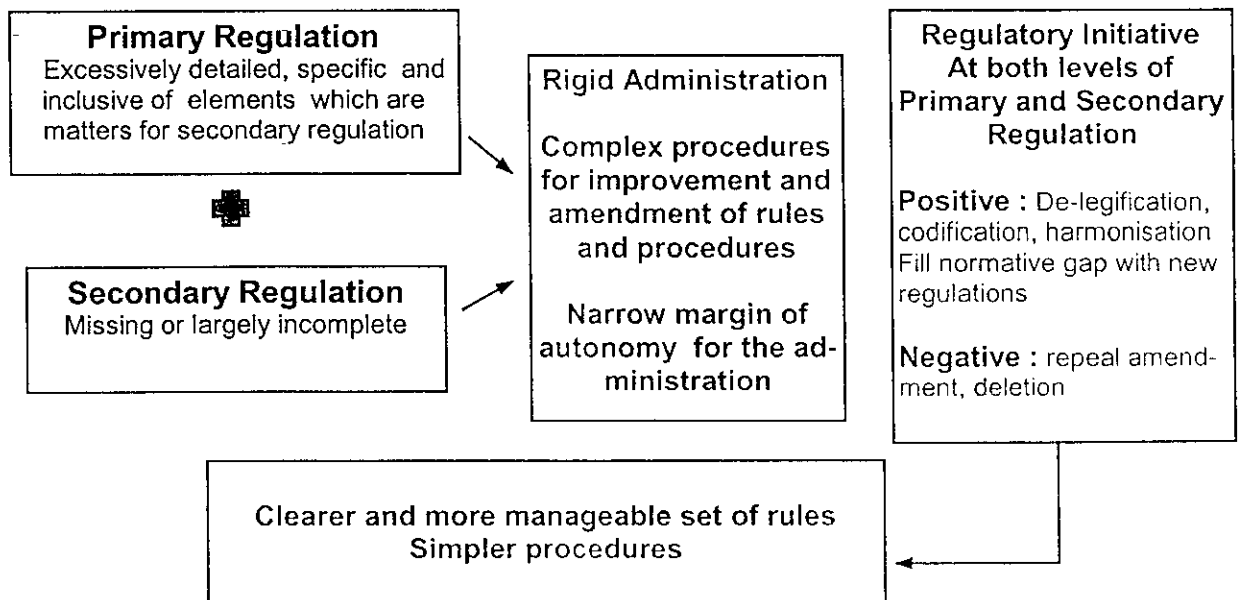 Primary Regulation
Excessively detailed, specific and
inclusive of elements which are
matters for secondary regulation
Secondary Regulation
Missing or largely incomplete
Rigid Administration
Complex procedures
for improvement and
amendment of rules
and procedures
Narrow margin of
autonomy for the ad-
ministration
Regulatory Initiative
At both levels of
Primary and Secondary
Regulation
Positive : De-legification,
codification, harmonisation
Fill normative gap with new
regulations
Negative : repeal amend-
ment, deletion
Clearer and more manageable set of rules
Simpler procedures